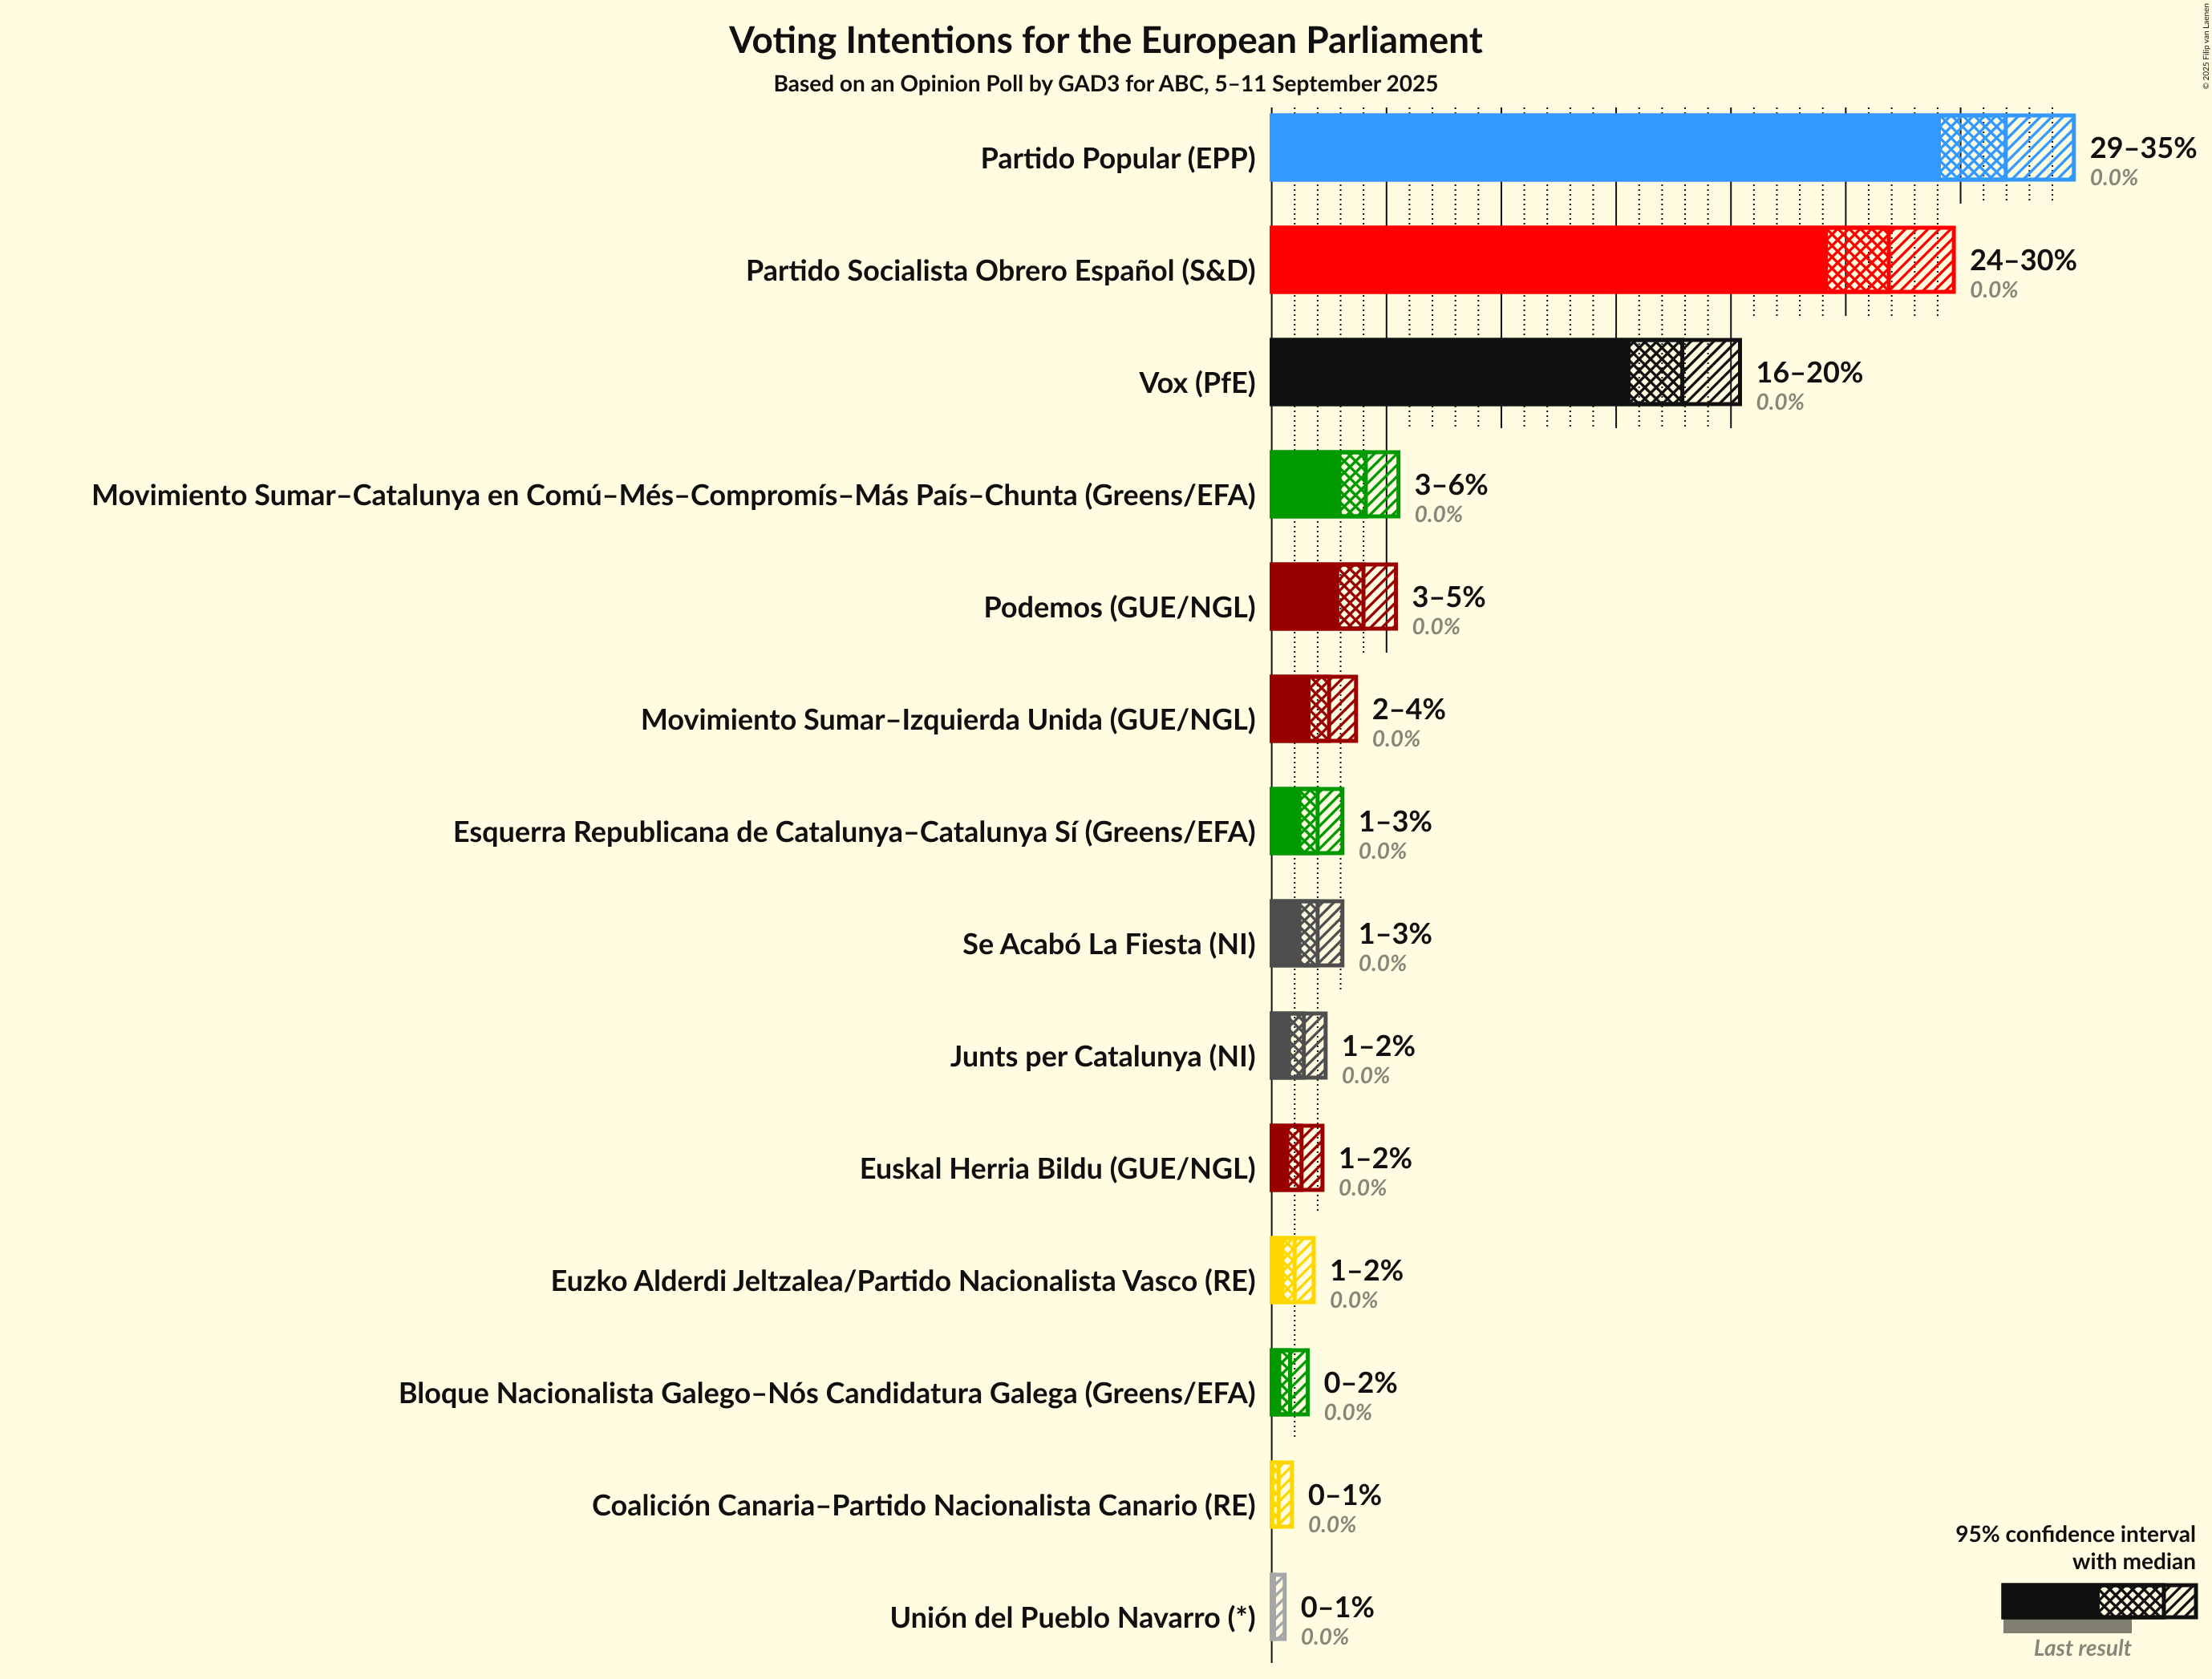 © 2025 Filip van Laenen
Voting Intentions for the European Parliament
Based on an Opinion Poll by GAD3 for ABC, 5–11 September 2025
Partido Popular (EPP)
29–35%
0.0%
Partido Socialista Obrero Español (S&D)
24–30%
0.0%
Vox (PfE)
16–20%
0.0%
Movimiento Sumar–Catalunya en Comú–Més–Compromís–Más País–Chunta (Greens/EFA)
3–6%
0.0%
Podemos (GUE/NGL)
3–5%
0.0%
Movimiento Sumar–Izquierda Unida (GUE/NGL)
2–4%
0.0%
Esquerra Republicana de Catalunya–Catalunya Sí (Greens/EFA)
1–3%
0.0%
Se Acabó La Fiesta (NI)
1–3%
0.0%
Junts per Catalunya (NI)
1–2%
0.0%
Euskal Herria Bildu (GUE/NGL)
1–2%
0.0%
Euzko Alderdi Jeltzalea/Partido Nacionalista Vasco (RE)
1–2%
0.0%
Bloque Nacionalista Galego–Nós Candidatura Galega (Greens/EFA)
0–2%
0.0%
Coalición Canaria–Partido Nacionalista Canario (RE)
0–1%
0.0%
Unión del Pueblo Navarro (*)
0–1%
0.0%
95% confidence interval
with median
Last result